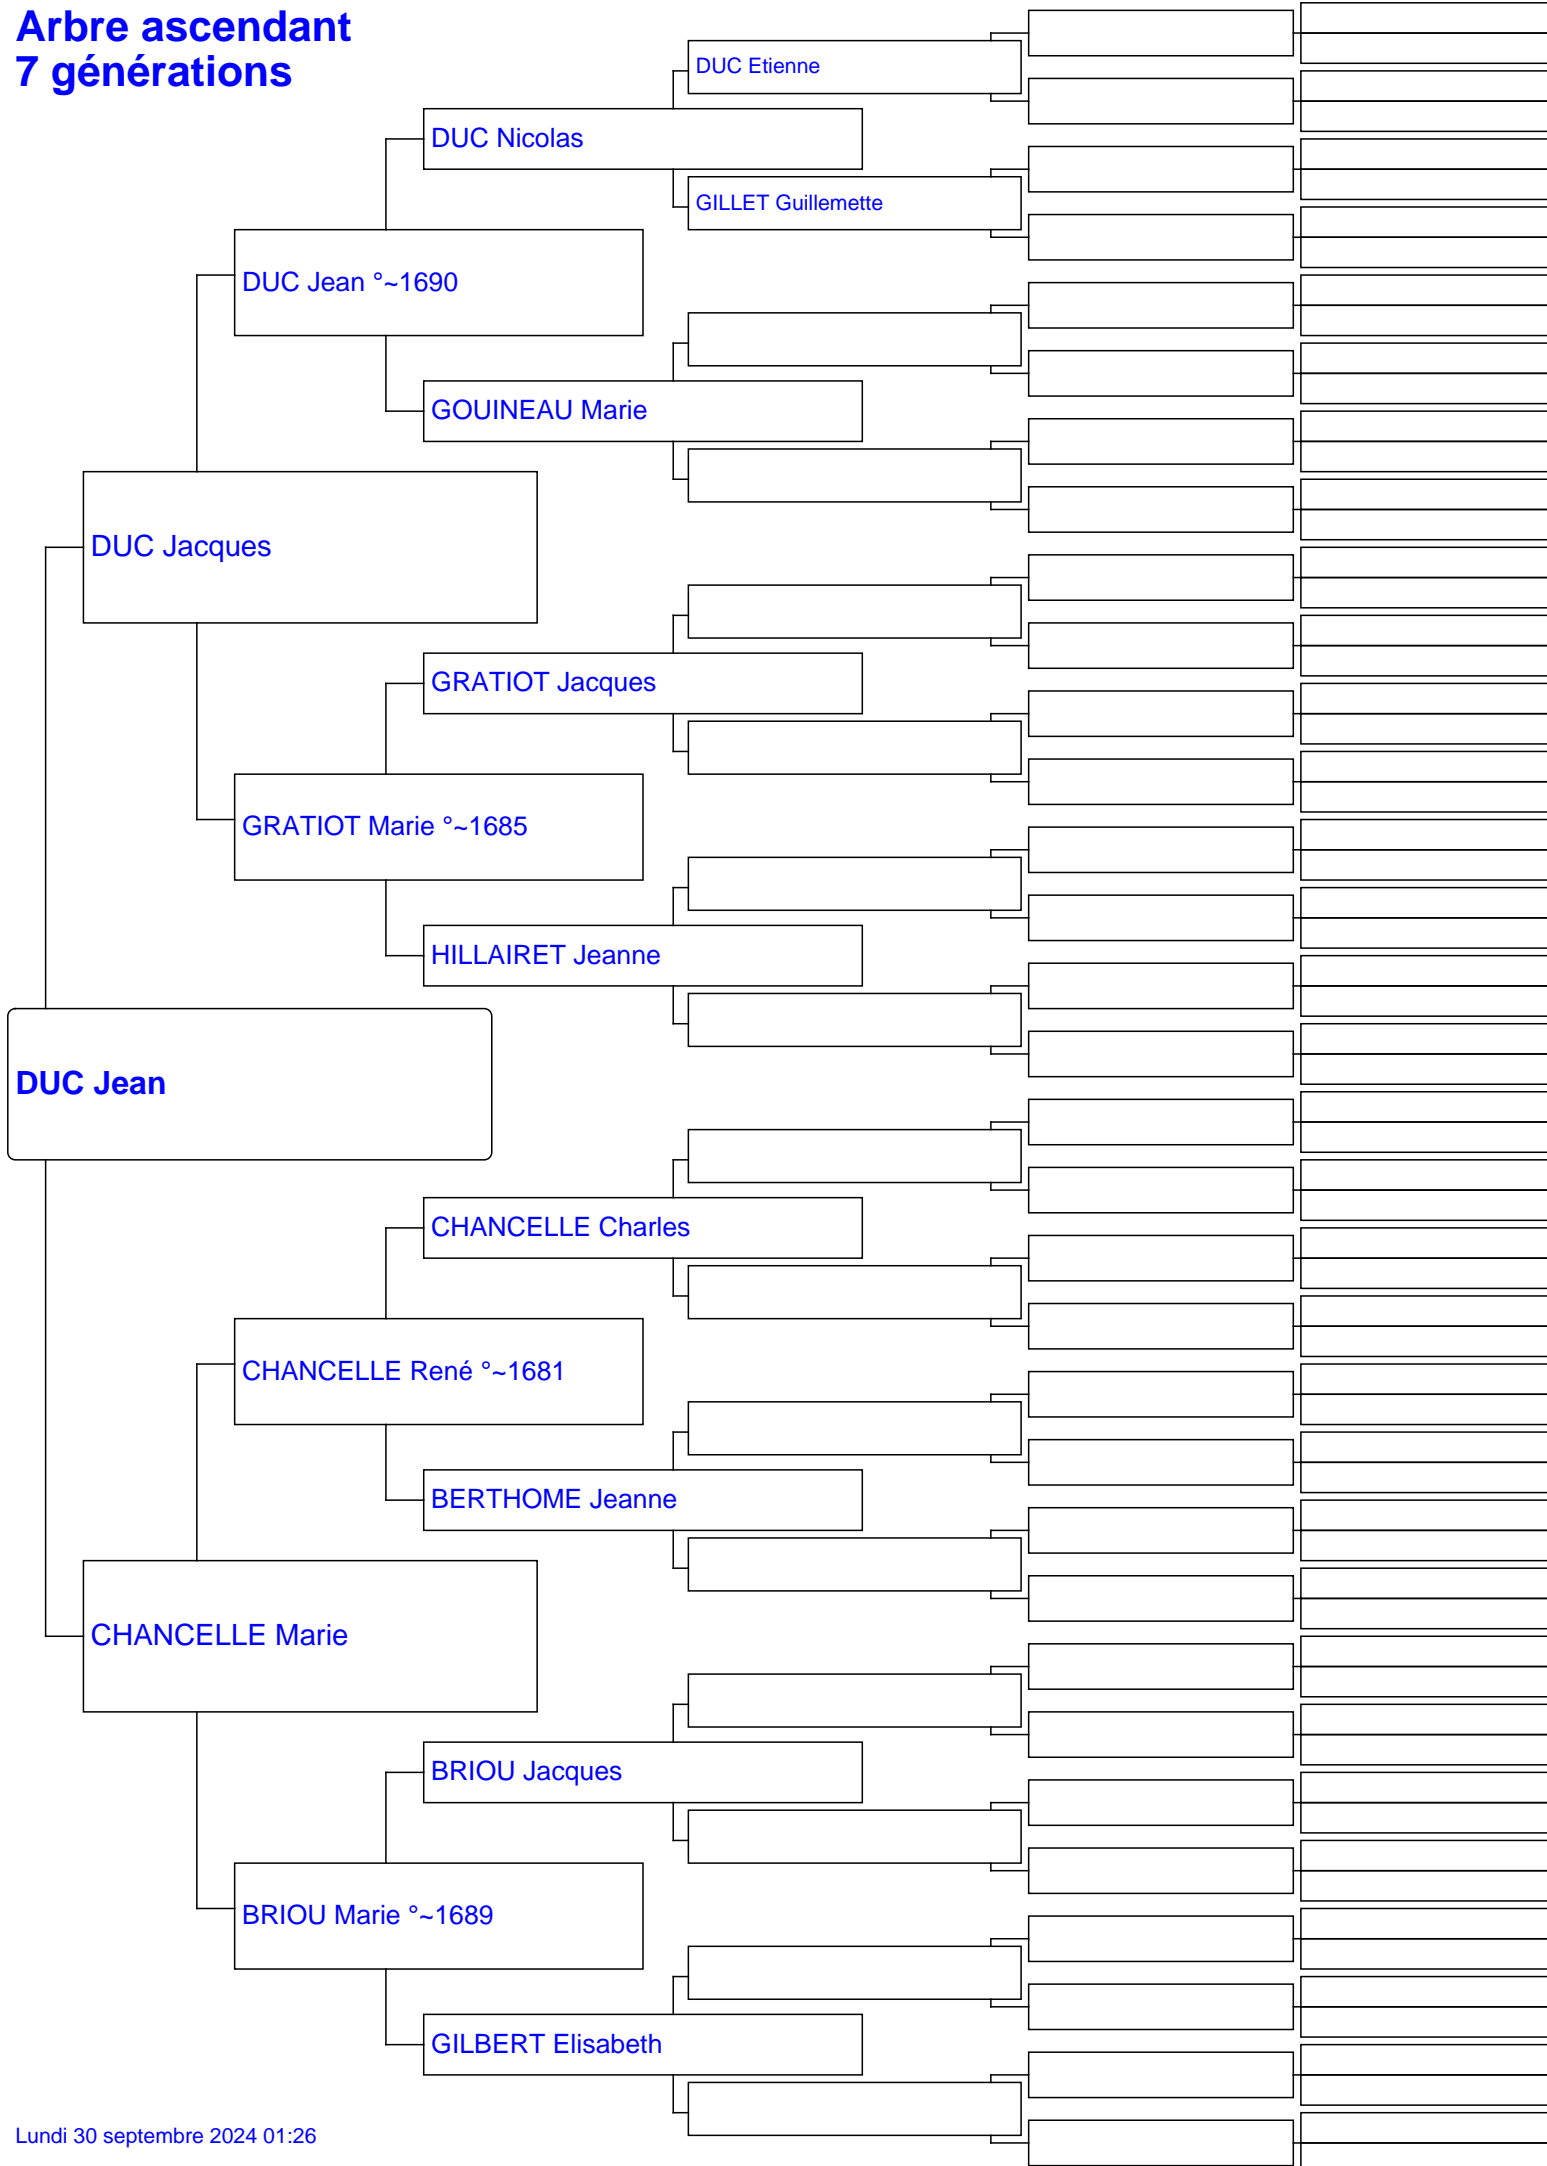 Arbre ascendant
7 générations
DUC Etienne
DUC Nicolas
GILLET Guillemette
DUC Jean °~1690
GOUINEAU Marie
DUC Jacques
GRATIOT Jacques
GRATIOT Marie °~1685
HILLAIRET Jeanne
DUC Jean
CHANCELLE Charles
CHANCELLE René °~1681
BERTHOME Jeanne
CHANCELLE Marie
BRIOU Jacques
BRIOU Marie °~1689
GILBERT Elisabeth
Lundi 30 septembre 2024 01:26